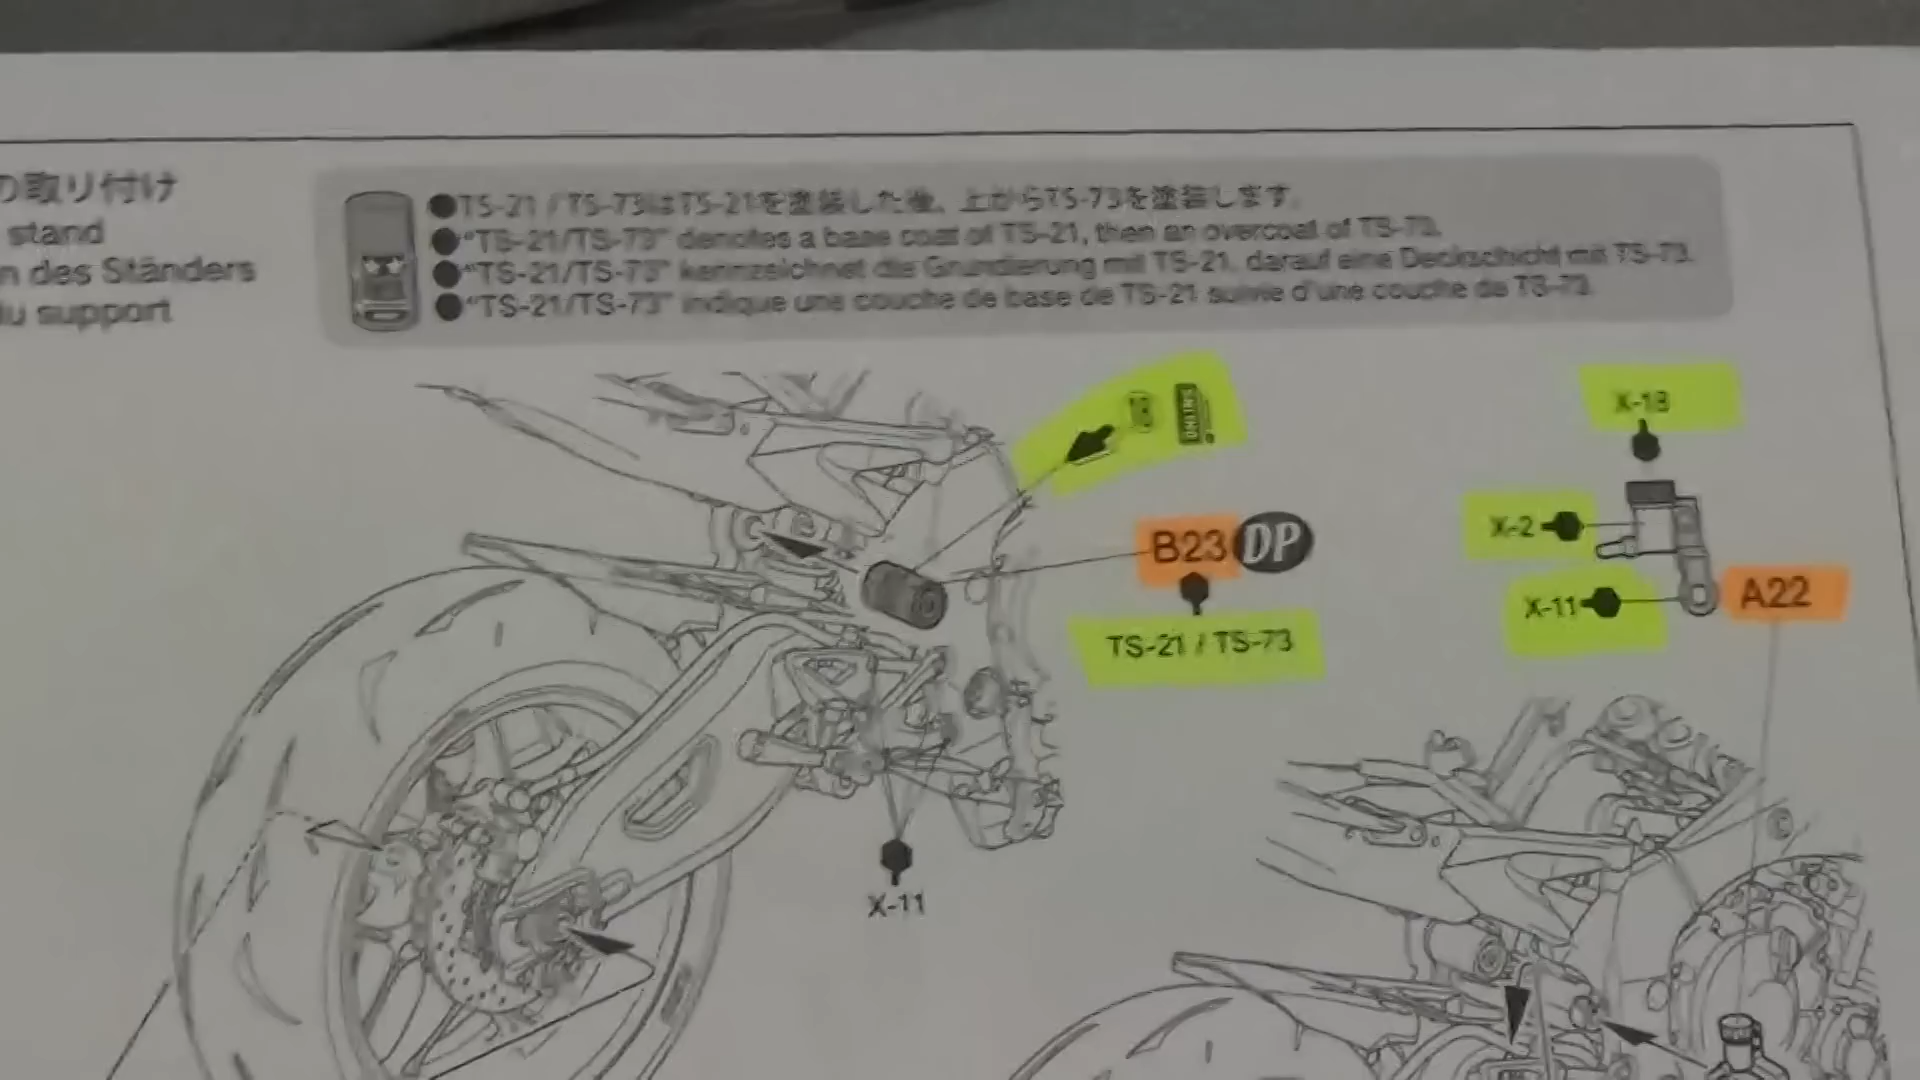 の取り付け
stand
n des Ständers
du support
●TS-21 / TS-73はTS-21を塗装した後、上からTS-73を塗装します。
●"TS-21/TS-73" denotes a base coat of TS-21, then an overcoat of TS-73.
●"TS-21/TS-73" kennzeichnet die Grundierung mit TS-21, darauf eine Deckschicht mit TS-73.
●"TS-21/TS-73" indique une couche de base de TS-21 suivie d'une couche de TS-73.
18 ÖHLINS
X-18
X-2
B23 DP
X-11
A22
TS-21 / TS-73
X-11